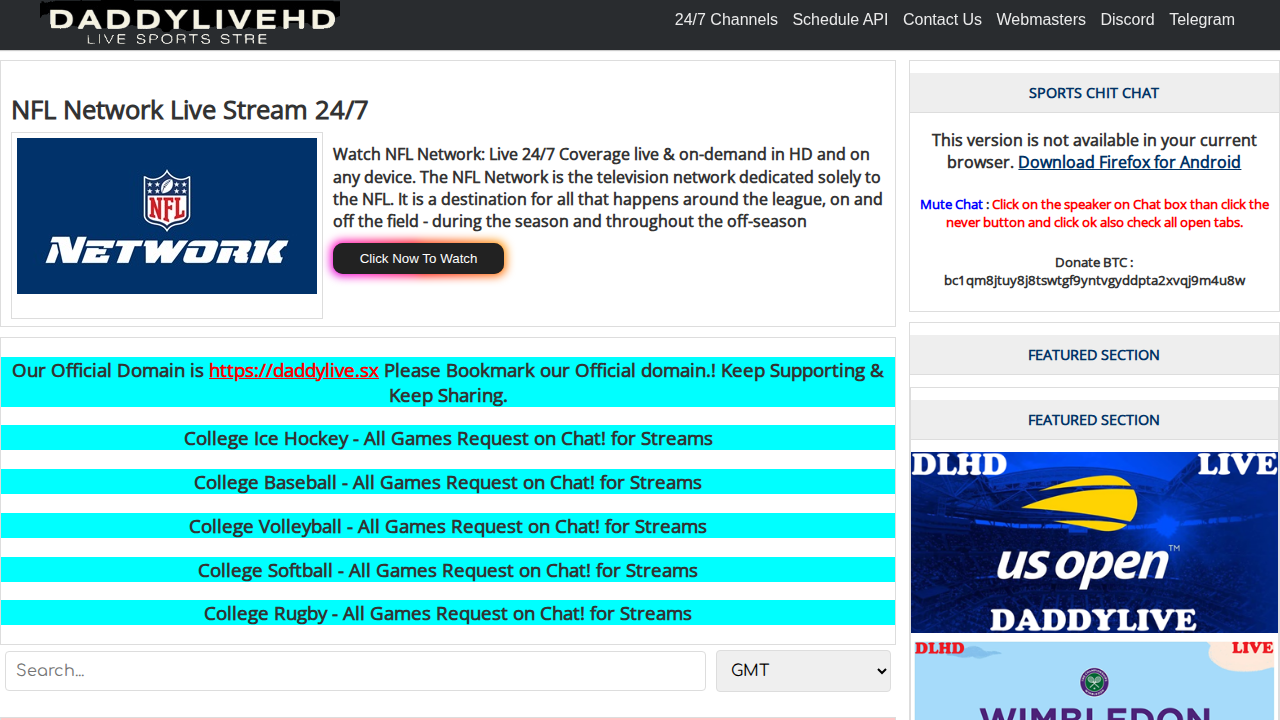 DADDYLIVEHD
LIVE SPORTS STRE
24/7 Channels Schedule API Contact Us Webmasters Discord Telegram
NFL Network Live Stream 24/7
NFL
NETWORK
Watch NFL Network: Live 24/7 Coverage live & on-demand in HD and on
any device. The NFL Network is the television network dedicated solely to
the NFL. It is a destination for all that happens around the league, on and
off the field - during the season and throughout the off-season
Click Now To Watch
Our Official Domain is https://daddylive.sx Please Bookmark our Official domain.! Keep Supporting &
Keep Sharing.
College Ice Hockey - All Games Request on Chat! for Streams
College Baseball - All Games Request on Chat! for Streams
College Volleyball - All Games Request on Chat! for Streams
College Softball - All Games Request on Chat! for Streams
College Rugby - All Games Request on Chat! for Streams
Search...
GMT
SPORTS CHIT CHAT
This version is not available in your current
browser. Download Firefox for Android
Mute Chat : Click on the speaker on Chat box than click the
never button and click ok also check all open tabs.
Donate BTC :
bc1qm8jtuy8j8tswtgf9yntvgyddpta2xvqj9m4u8w
FEATURED SECTION
FEATURED SECTION
DLHD LIVE
us open TM
DADDYLIVE
DLHD LIVE
WIMBLEDON